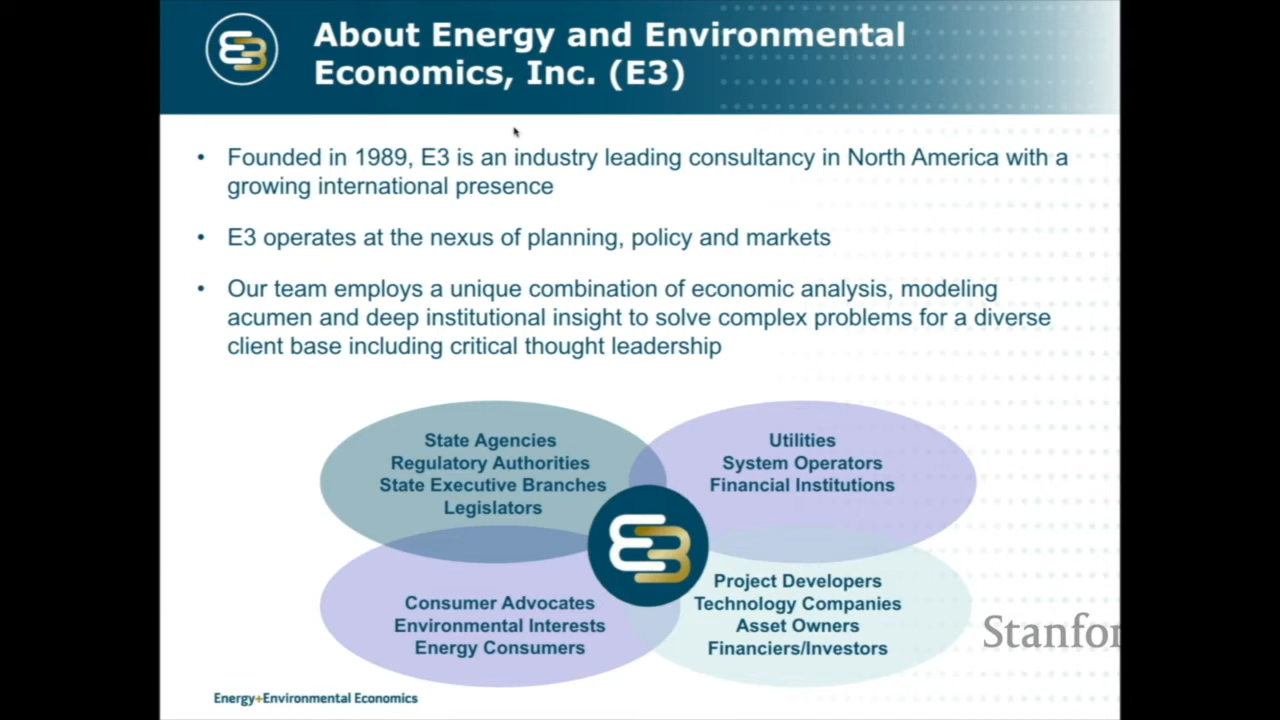 About Energy and Environmental
Economics, Inc. (E3)
• Founded in 1989, E3 is an industry leading consultancy in North America with a
growing international presence
• E3 operates at the nexus of planning, policy and markets
• Our team employs a unique combination of economic analysis, modeling
acumen and deep institutional insight to solve complex problems for a diverse
client base including critical thought leadership
State Agencies
Regulatory Authorities
State Executive Branches
Legislators
Utilities
System Operators
Financial Institutions
E3
Consumer Advocates
Environmental Interests
Energy Consumers
Project Developers
Technology Companies
Asset Owners
Financiers/Investors
Stanfor
Energy+Environmental Economics